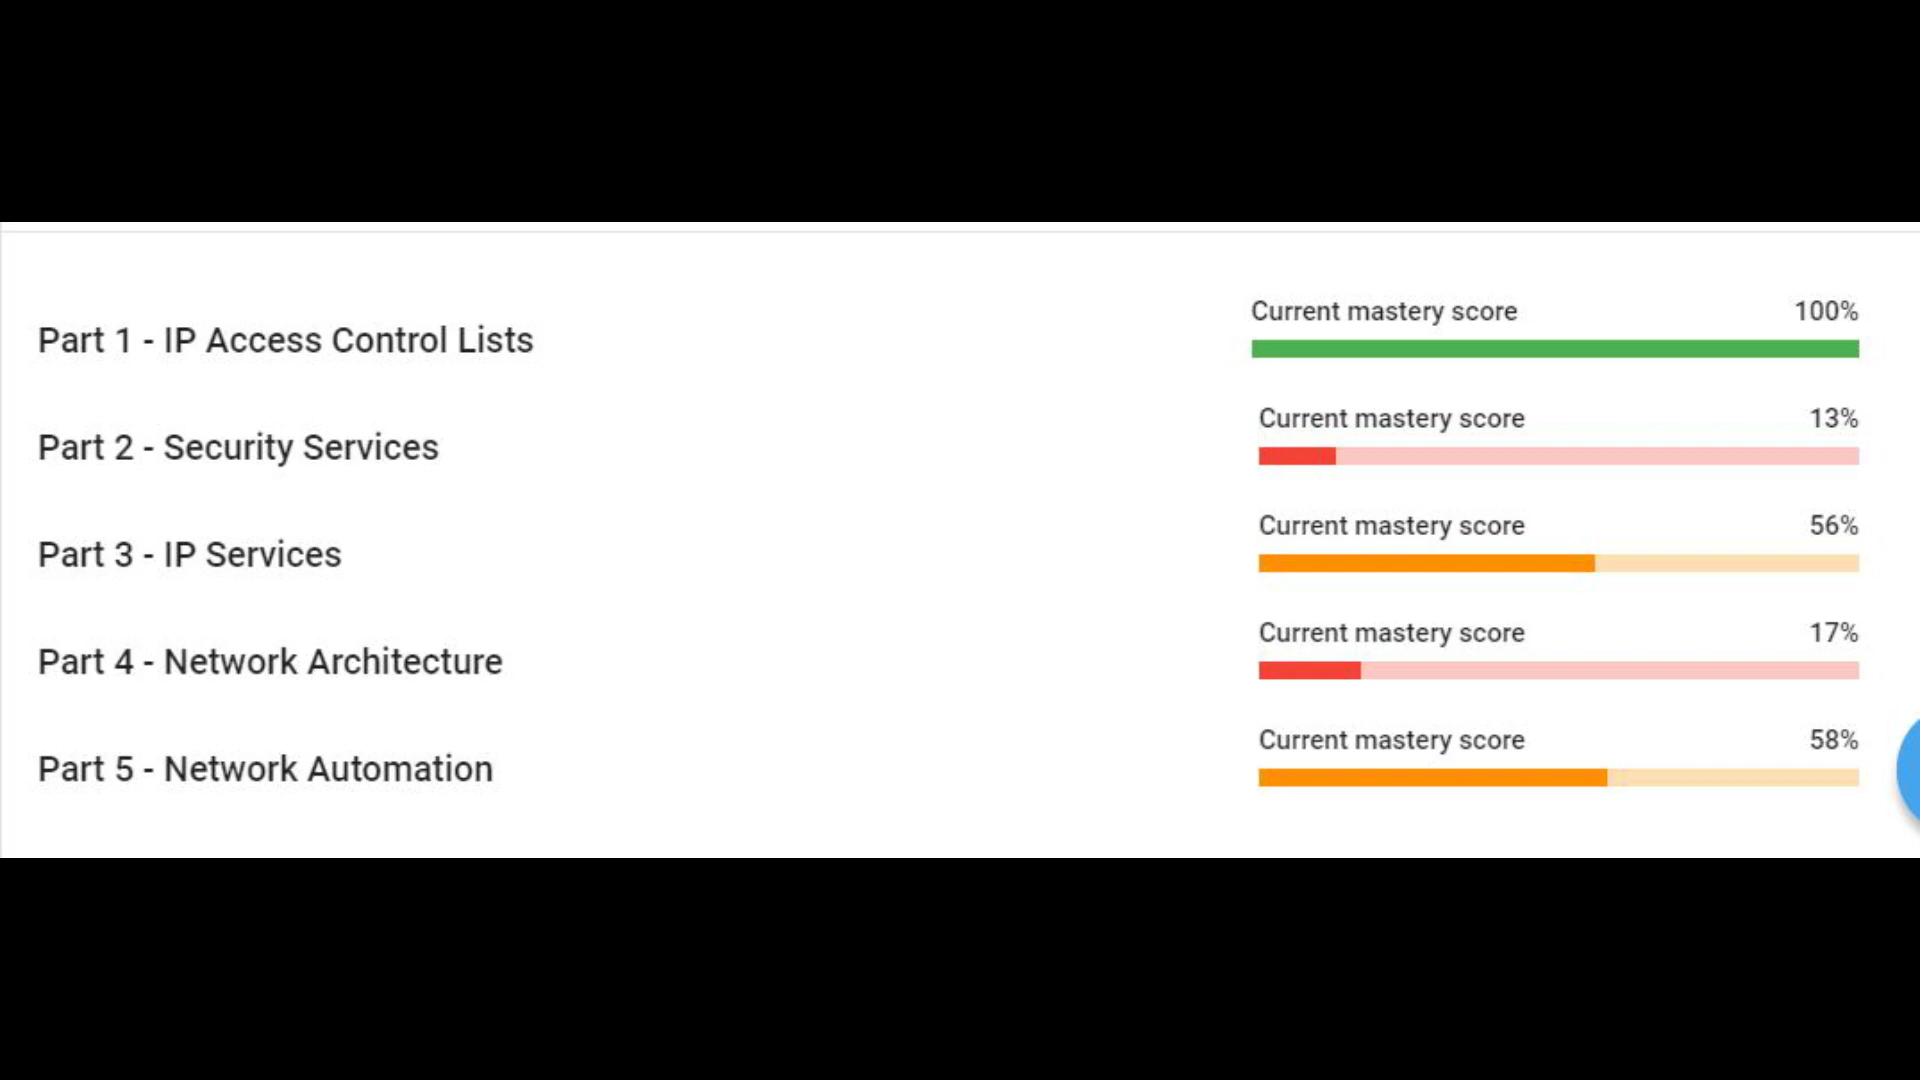 Part 1 - IP Access Control Lists
Current mastery score 100%
Part 2 - Security Services
Current mastery score 13%
Part 3 - IP Services
Current mastery score 56%
Part 4 - Network Architecture
Current mastery score 17%
Part 5 - Network Automation
Current mastery score 58%